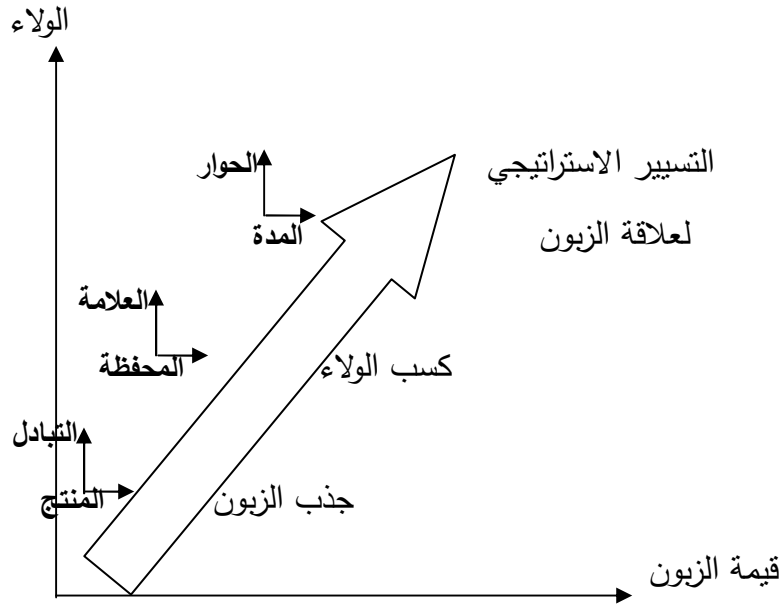 الولاء
الحوار
التسيير الاستراتيجي
المدة
لعلاقة الزبون
العلامة
المحفظة
كسب الولاء
التبادل
المنتج
جذب الزبون
قيمة الزبون